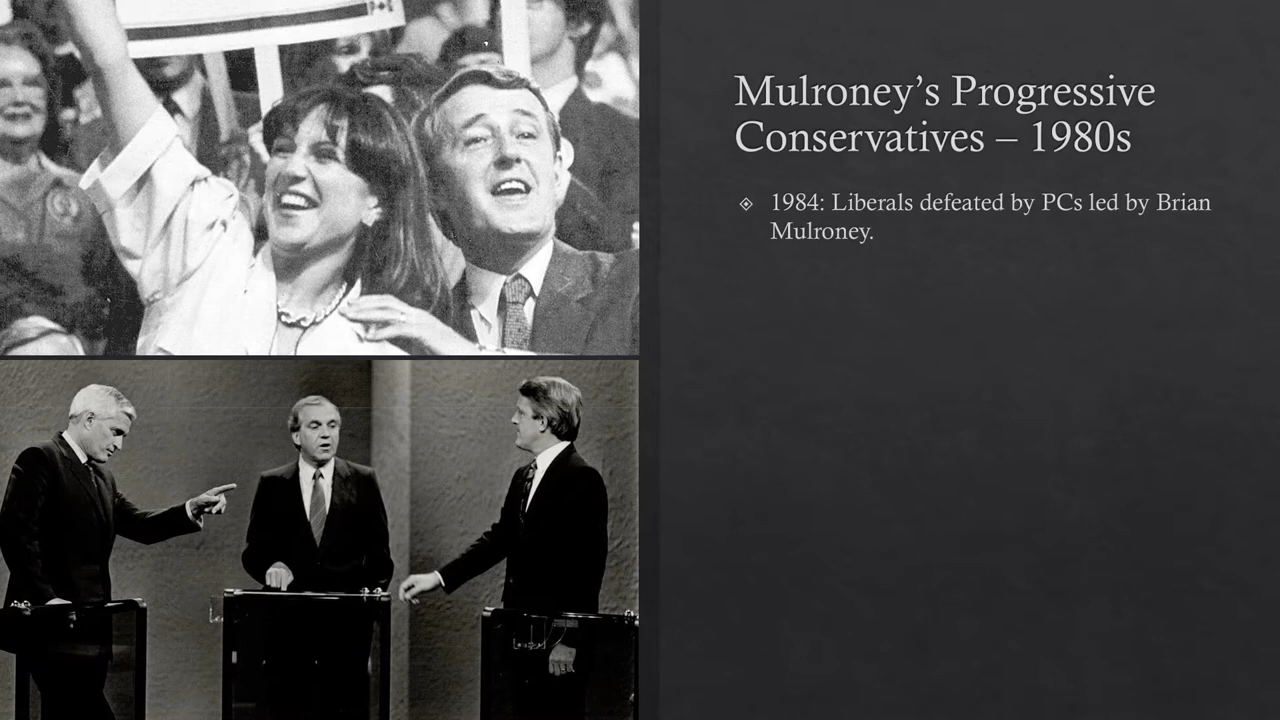 Mulroney’s Progressive
Conservatives – 1980s
1984: Liberals defeated by PCs led by Brian
Mulroney.